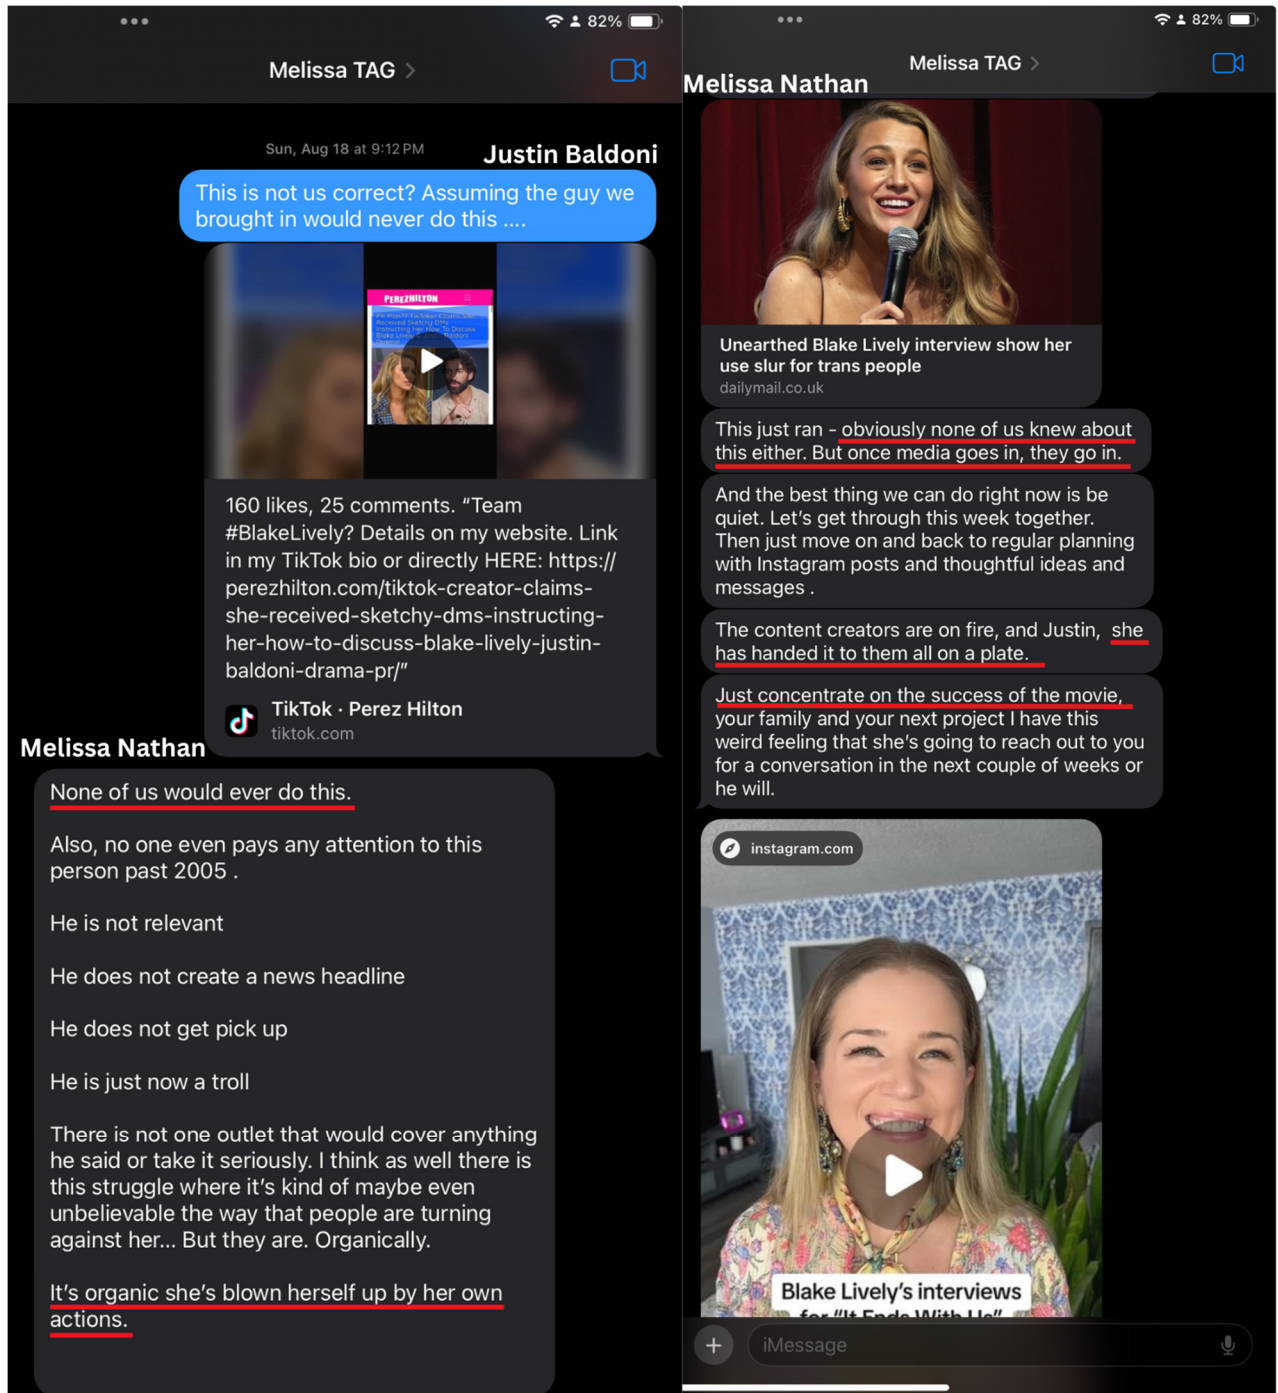 82%
Melissa TAG
Sun, Aug 18 at 9:12 PM
Justin Baldoni
This is not us correct? Assuming the guy we
brought in would never do this ....
PEREZHILTON
Received Sketchy DMs
Instructing Her How To Discuss
160 likes, 25 comments. “Team
#BlakeLively? Details on my website. Link
in my TikTok bio or directly HERE: https://
perezhilton.com/tiktok-creator-claims-
she-received-sketchy-dms-instructing-
her-how-to-discuss-blake-lively-justin-
baldoni-drama-pr/”
TikTok · Perez Hilton
tiktok.com
Melissa Nathan
None of us would ever do this.
Also, no one even pays any attention to this
person past 2005 .
He is not relevant
He does not create a news headline
He does not get pick up
He is just now a troll
There is not one outlet that would cover anything
he said or take it seriously. I think as well there is
this struggle where it’s kind of maybe even
unbelievable the way that people are turning
against her... But they are. Organically.
It’s organic she’s blown herself up by her own
actions.
82%
Melissa TAG
Melissa Nathan
Unearthed Blake Lively interview show her
use slur for trans people
dailymail.co.uk
This just ran - obviously none of us knew about
this either. But once media goes in, they go in.
And the best thing we can do right now is be
quiet. Let’s get through this week together.
Then just move on and back to regular planning
with Instagram posts and thoughtful ideas and
messages .
The content creators are on fire, and Justin, she
has handed it to them all on a plate.
Just concentrate on the success of the movie,
your family and your next project I have this
weird feeling that she’s going to reach out to you
for a conversation in the next couple of weeks or
he will.
instagram.com
Blake Lively’s interviews
for “It Ends With Us”
iMessage